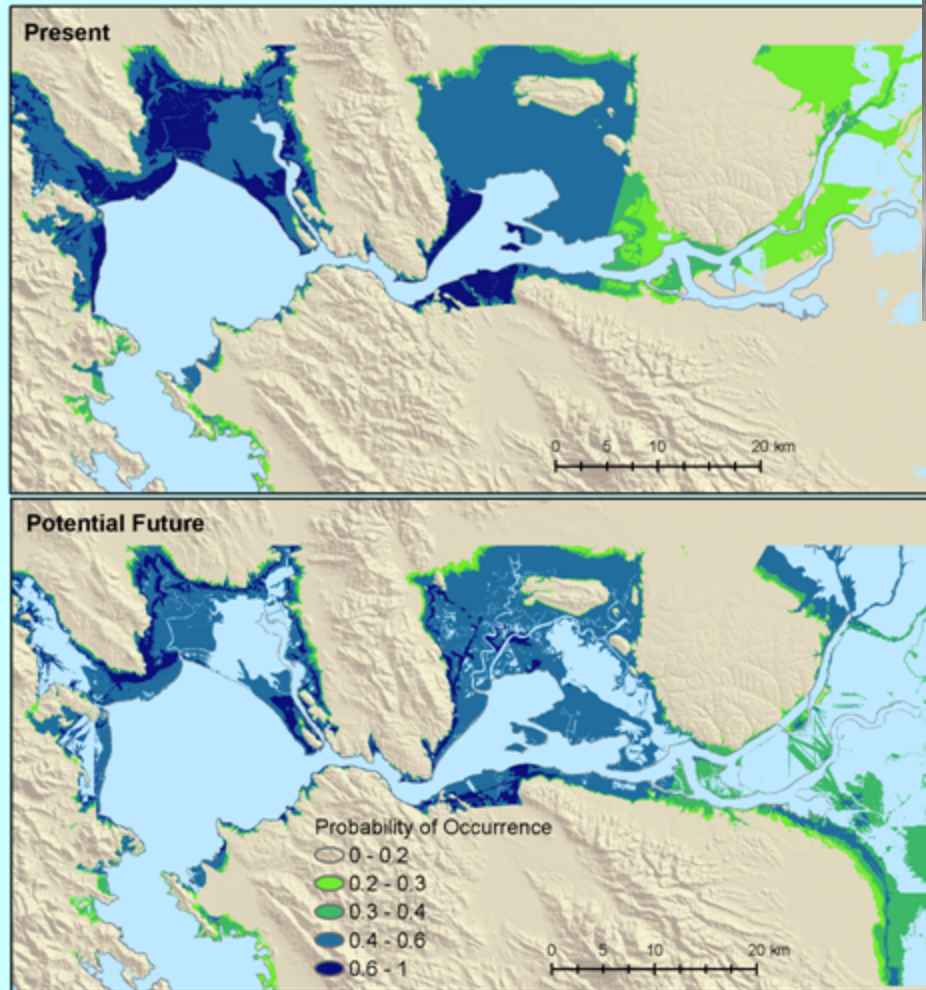 Present
0 5 10 20 km
Potential Future
Probability of Occurrence
0 - 0.2
0.2 - 0.3
0.3 - 0.4
0.4 - 0.6
0.6 - 1
0 5 10 20 km